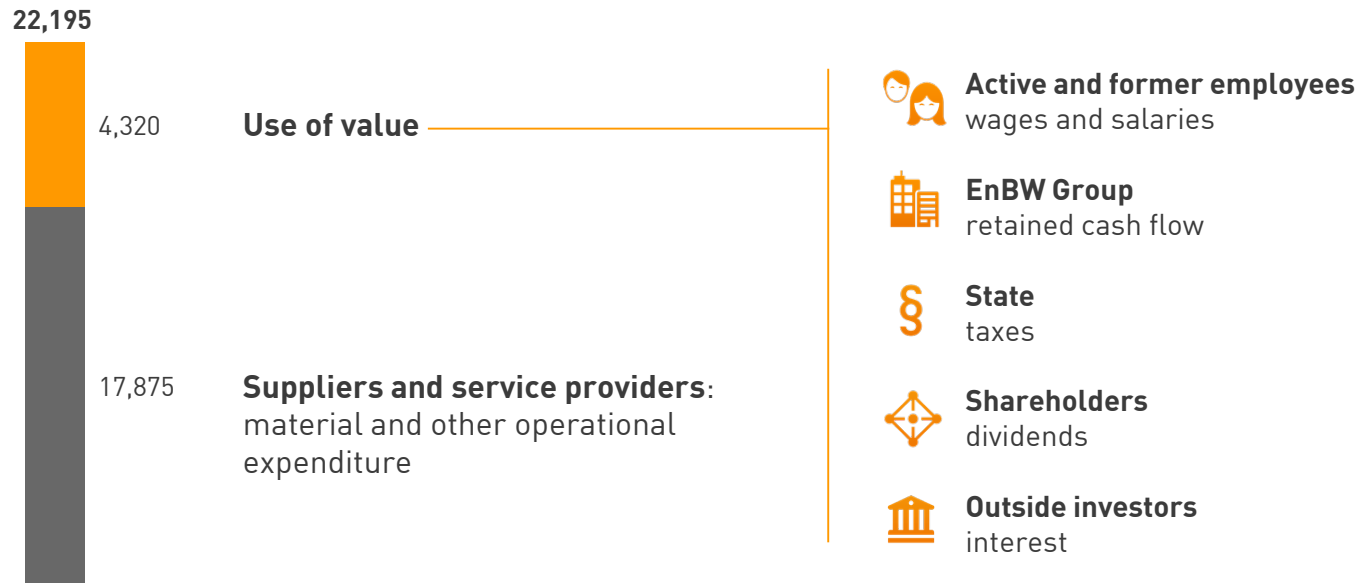 22,195
4,320
Use of value
17,875
Suppliers and service providers:
material and other operational
expenditure
Active and former employees
wages and salaries
EnBW Group
retained cash flow
§
State
taxes
Shareholders
dividends
Outside investors
interest